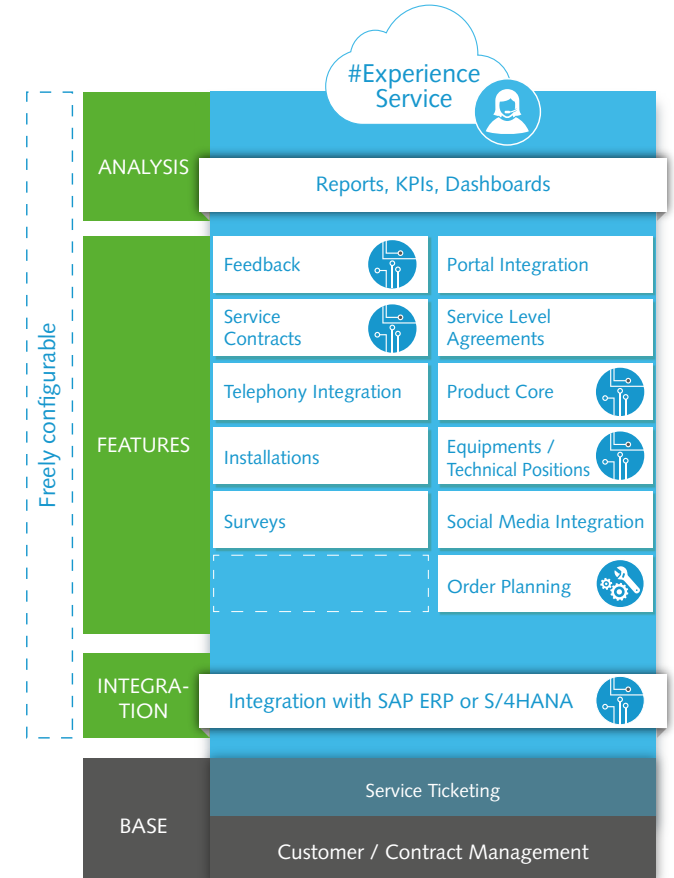 #Experience
Service
Freely configurable
ANALYSIS
Reports, KPIs, Dashboards
FEATURES
Feedback
Portal Integration
Service
Contracts
Service Level
Agreements
Telephony Integration
Product Core
Installations
Equipments /
Technical Positions
Surveys
Social Media Integration
Order Planning
INTEGRA-
TION
Integration with SAP ERP or S/4HANA
BASE
Service Ticketing
Customer / Contract Management